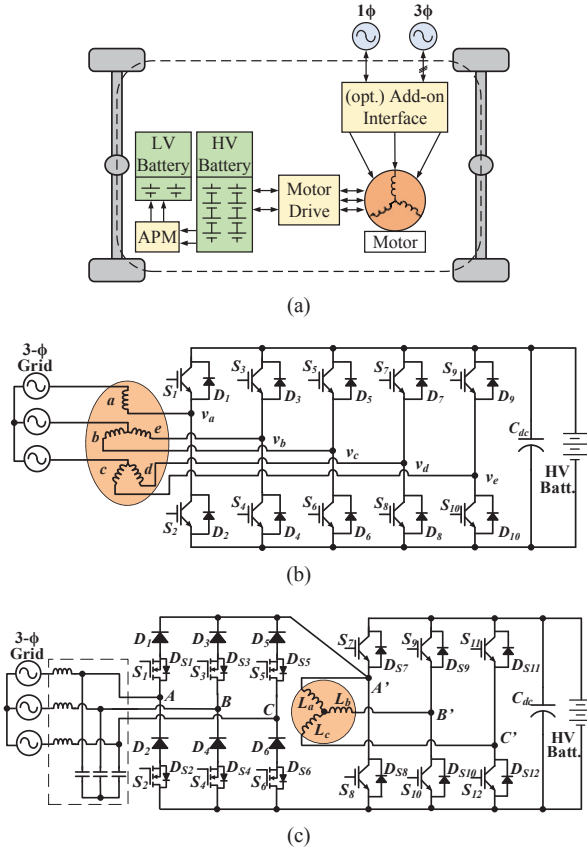 1ϕ 3ϕ
(opt.) Add-on
Interface
LV
Battery
HV
Battery
Motor
Drive
APM
Motor
(a)
3-ϕ
Grid
a
b
e
c
d
S1 D1
S3 D3
S5 D5
S7 D7
S9 D9
va
vb
vc
vd
ve
S2 D2
S4 D4
S6 D6
S8 D8
S10 D10
Cdc
HV
Batt.
(b)
3-ϕ
Grid
D1 D3 D5
S1 DS1
S3 DS3
S5 DS5
A
B
C
D2 D4 D6
S2 DS2
S4 DS4
S6 DS6
La Lb
Lc
S7 DS7
S9 DS9
S11 DS11
A'
B'
C'
S8 DS8
S10 DS10
S12 DS12
Cdc
HV
Batt.
(c)